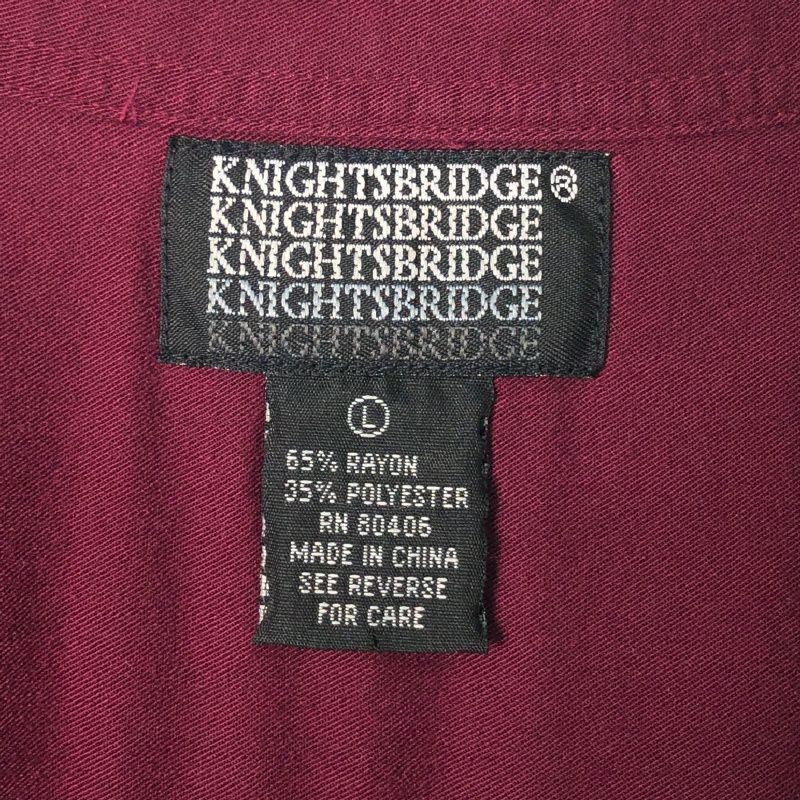 KNIGHTSBRIDGE®
KNIGHTSBRIDGE
KNIGHTSBRIDGE
KNIGHTSBRIDGE
KNIGHTSBRIDGE
L
65% RAYON
35% POLYESTER
RN 80406
MADE IN CHINA
SEE REVERSE
FOR CARE